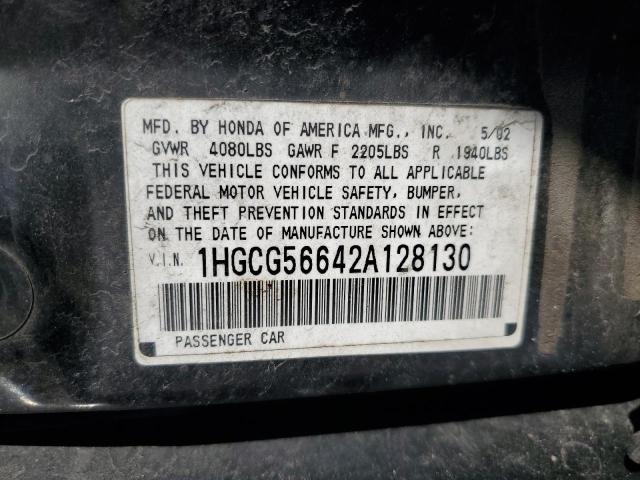 MFD. BY HONDA OF AMERICA MFG., INC. 5/02
GVWR 4080LBS GAWR F 2205LBS R 1940LBS
THIS VEHICLE CONFORMS TO ALL APPLICABLE
FEDERAL MOTOR VEHICLE SAFETY, BUMPER,
AND THEFT PREVENTION STANDARDS IN EFFECT
ON THE DATE OF MANUFACTURE SHOWN ABOVE:
V.I.N. 1HGCG56642A128130
PASSENGER CAR